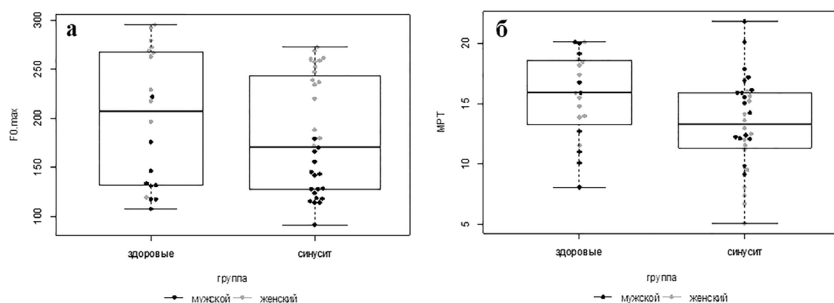 а
F0.max
300
250
200
150
100
здоровые
синусит
группа
мужской
женский
б
МРТ
20
15
10
5
здоровые
синусит
группа
мужской
женский